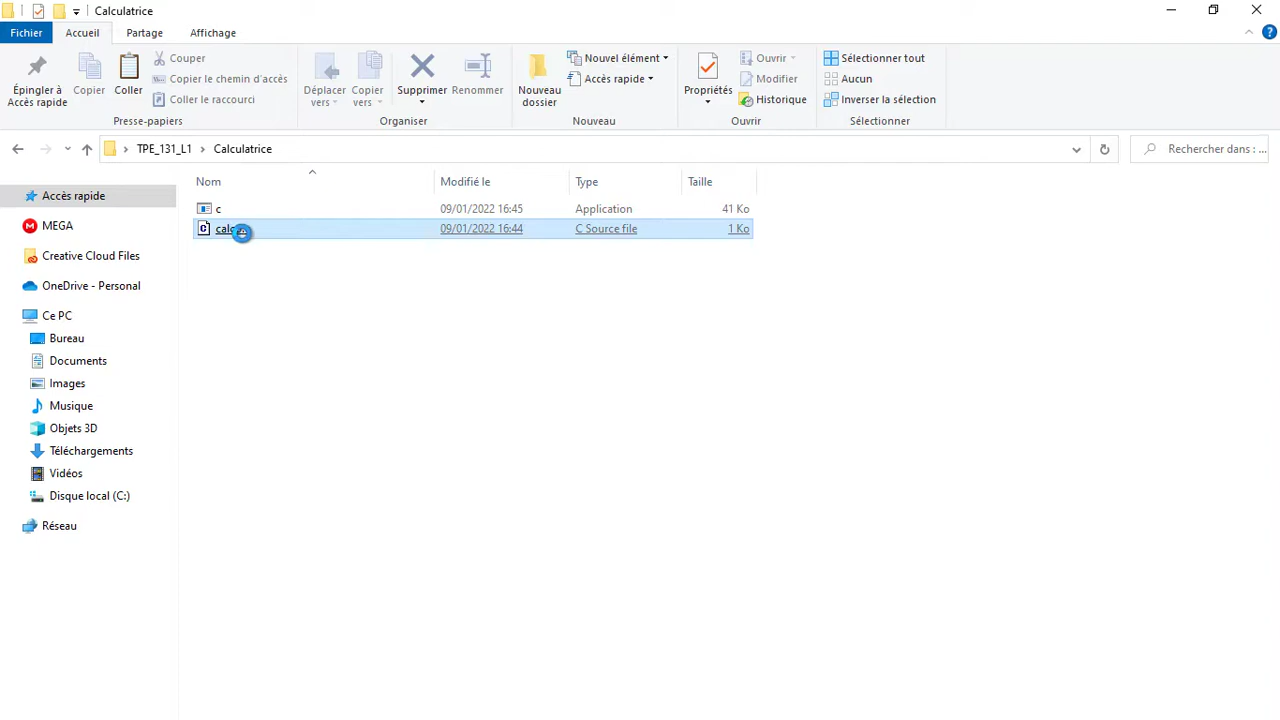 Calculatrice
Fichier Accueil Partage Affichage
Épingler à Accès rapide
Copier
Coller
Couper
Copier le chemin d'accès
Coller le raccourci
Presse-papiers
Déplacer vers
Copier vers
Supprimer
Renommer
Organiser
Nouveau dossier
Nouvel élément
Accès rapide
Nouveau
Propriétés
Ouvrir
Modifier
Historique
Ouvrir
Sélectionner tout
Aucun
Inverser la sélection
Sélectionner
TPE_131_L1 Calculatrice
Rechercher dans : ...
Nom Modifié le Type Taille
c 09/01/2022 16:45 Application 41 Ko
09/01/2022 16:44 C Source file 1 Ko
Accès rapide
MEGA
Creative Cloud Files
OneDrive - Personal
Ce PC
Bureau
Documents
Images
Musique
Objets 3D
Téléchargements
Vidéos
Disque local (C:)
Réseau